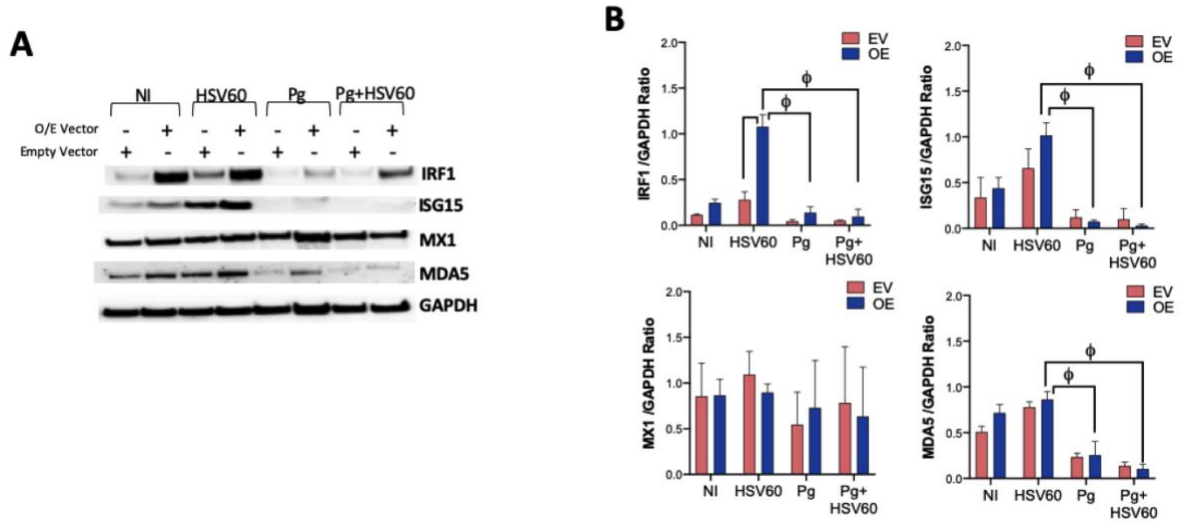 A
NI HSV60 Pg Pg+HSV60
O/E Vector - + - + - + - +
Empty Vector + - + - + - + -
IRF1
ISG15
MX1
MDA5
GAPDH
B
EV
OE
IRF1 /GAPDH Ratio
2.0
1.5
1.0
0.5
0.0
ϕ
ϕ
NI HSV60 Pg Pg+
HSV60
EV
OE
ISG15 /GAPDH Ratio
2.0
1.5
1.0
0.5
0.0
ϕ
ϕ
NI HSV60 Pg Pg+
HSV60
EV
OE
MX1 /GAPDH Ratio
2.0
1.5
1.0
0.5
0.0
NI HSV60 Pg Pg+
HSV60
EV
OE
MDA5 /GAPDH Ratio
2.0
1.5
1.0
0.5
0.0
ϕ
ϕ
NI HSV60 Pg Pg+
HSV60